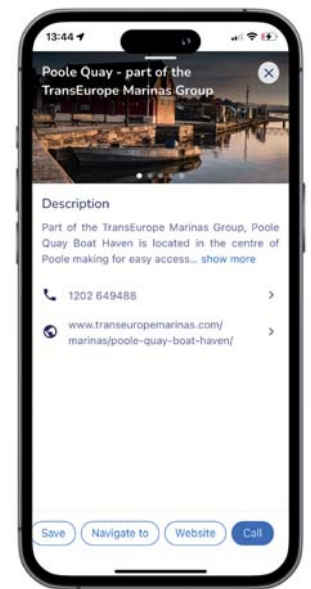 13:44
Poole Quay - part of the
TransEurope Marinas Group
Description
Part of the TransEurope Marinas Group, Poole
Quay Boat Haven is located in the centre of
Poole making for easy access... show more
1202 649488
www.transeuropemarinas.com/
marinas/poole-quay-boat-haven/
Save Navigate to Website Call